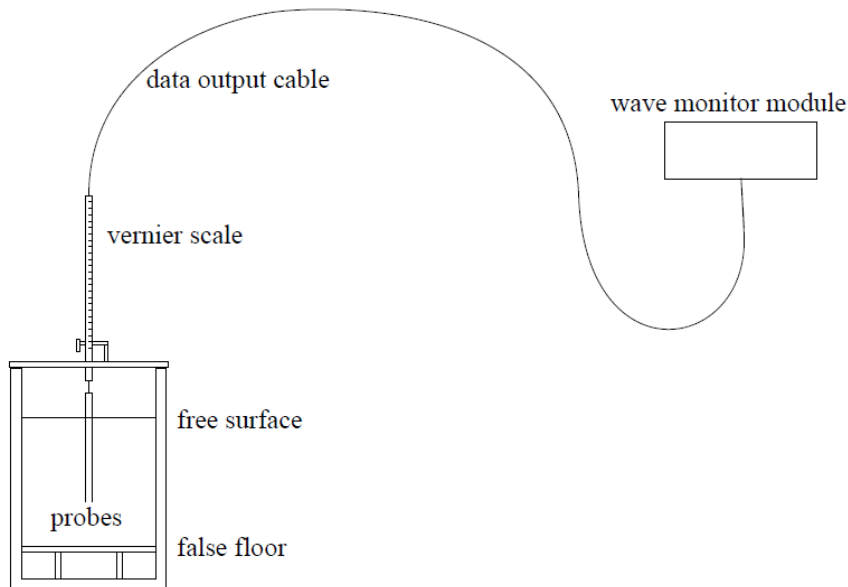 data output cable
wave monitor module
vernier scale
free surface
probes
false floor